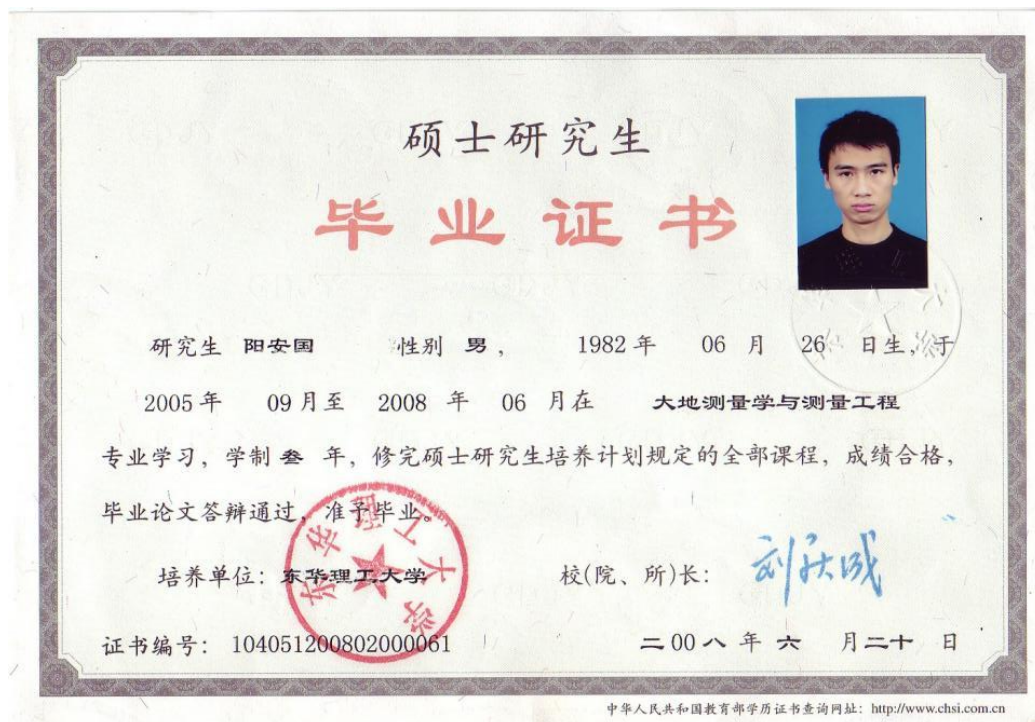 硕士研究生
毕业证书
研究生 阳安国 性别 男， 1982 年 06 月 26 日生，于
2005 年 09 月至 2008 年 06 月在 大地测量学与测量工程
专业学习，学制 叁 年，修完硕士研究生培养计划规定的全部课程，成绩合格，
毕业论文答辩通过，准予毕业。
东华理工大学
培养单位：东华理工大学 校(院、所)长：
证书编号： 104051200802000061 二00八 年 六 月二十 日
中华人民共和国教育部学历证书查询网址：http://www.chsi.com.cn